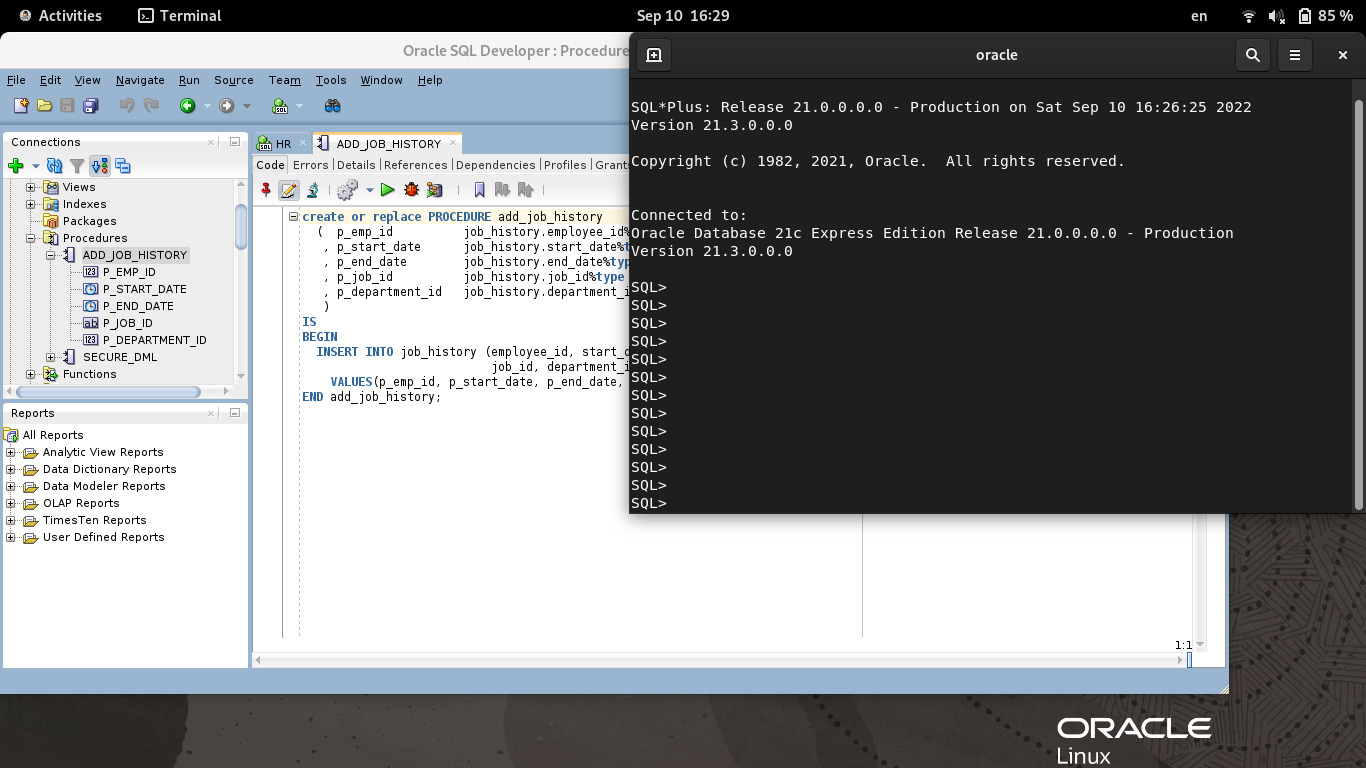 Activities
Terminal
Sep 10 16:29
en
85 %
Oracle SQL Developer : Procedure
File Edit View Navigate Run Source Team Tools Window Help
SQL
Connections
Views
Indexes
Packages
Procedures
ADD_JOB_HISTORY
123 P_EMP_ID
P_START_DATE
P_END_DATE
ab P_JOB_ID
123 P_DEPARTMENT_ID
SECURE_DML
Functions
Reports
All Reports
Analytic View Reports
Data Dictionary Reports
Data Modeler Reports
OLAP Reports
TimesTen Reports
User Defined Reports
SQL HR
ADD_JOB_HISTORY
Code Errors Details References Dependencies Profiles Grants
create or replace PROCEDURE add_job_history
( p_emp_id job_history.employee_id%
, p_start_date job_history.start_date%t
, p_end_date job_history.end_date%typ
, p_job_id job_history.job_id%type
, p_department_id job_history.department_i
)
IS
BEGIN
INSERT INTO job_history (employee_id, start_d
job_id, department_i
VALUES(p_emp_id, p_start_date, p_end_date,
END add_job_history;
1:1
oracle
SQL*Plus: Release 21.0.0.0.0 - Production on Sat Sep 10 16:26:25 2022
Version 21.3.0.0.0
Copyright (c) 1982, 2021, Oracle.  All rights reserved.
Connected to:
Oracle Database 21c Express Edition Release 21.0.0.0.0 - Production
Version 21.3.0.0.0
SQL>
SQL>
SQL>
SQL>
SQL>
SQL>
SQL>
SQL>
SQL>
SQL>
SQL>
SQL>
SQL>
ORACLE
Linux